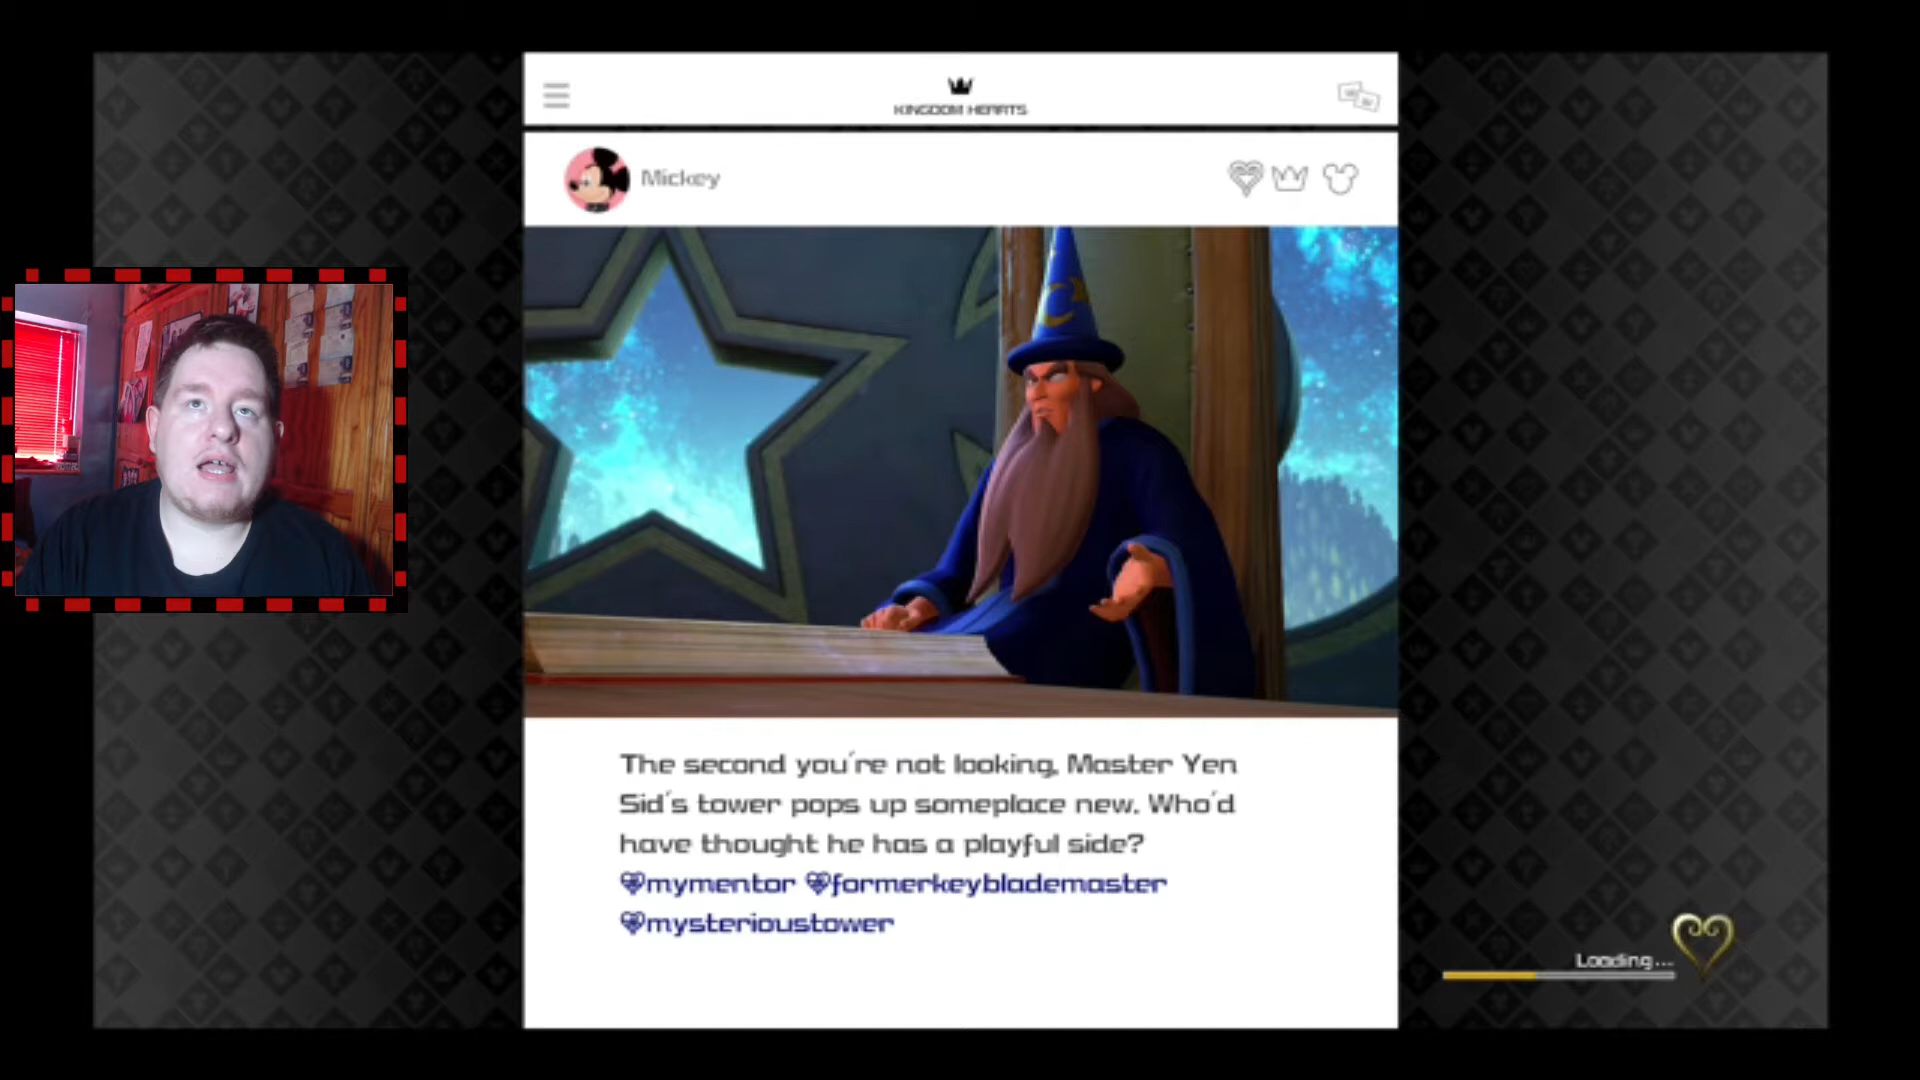 KINGDOM HEARTS
Mickey
The second you're not looking, Master Yen
Sid's tower pops up someplace new. Who'd
have thought he has a playful side?
mymentor formerkeyblademaster
mysterioustower
Loading...